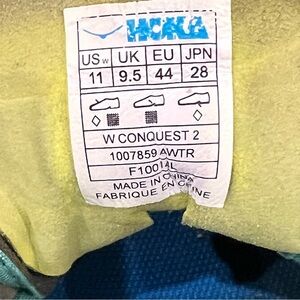 HOKA
US w UK EU JPN
11 9.5 44 28
W CONQUEST 2
1007859 AWTR
F10014L
MADE IN CHINA
FABRIQUE EN CHINE